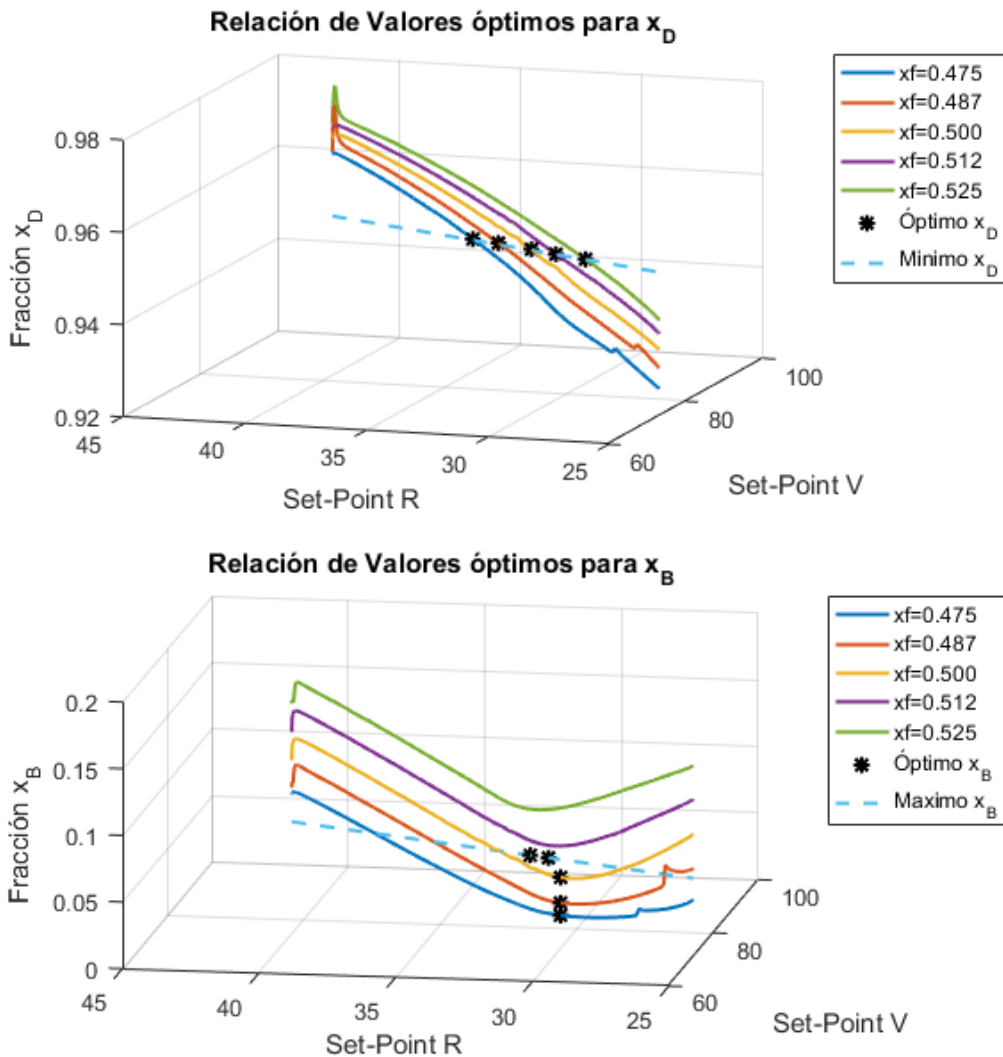 Relación de Valores óptimos para x_D
xf=0.475
xf=0.487
xf=0.500
xf=0.512
xf=0.525
Óptimo x_D
Minimo x_D
Fracción x_D
0.98
0.96
0.94
0.92
45
40
35
30
25
Set-Point R
60
80
100
Set-Point V
Relación de Valores óptimos para x_B
xf=0.475
xf=0.487
xf=0.500
xf=0.512
xf=0.525
Óptimo x_B
Maximo x_B
Fracción x_B
0.2
0.15
0.1
0.05
0
45
40
35
30
25
Set-Point R
60
80
100
Set-Point V